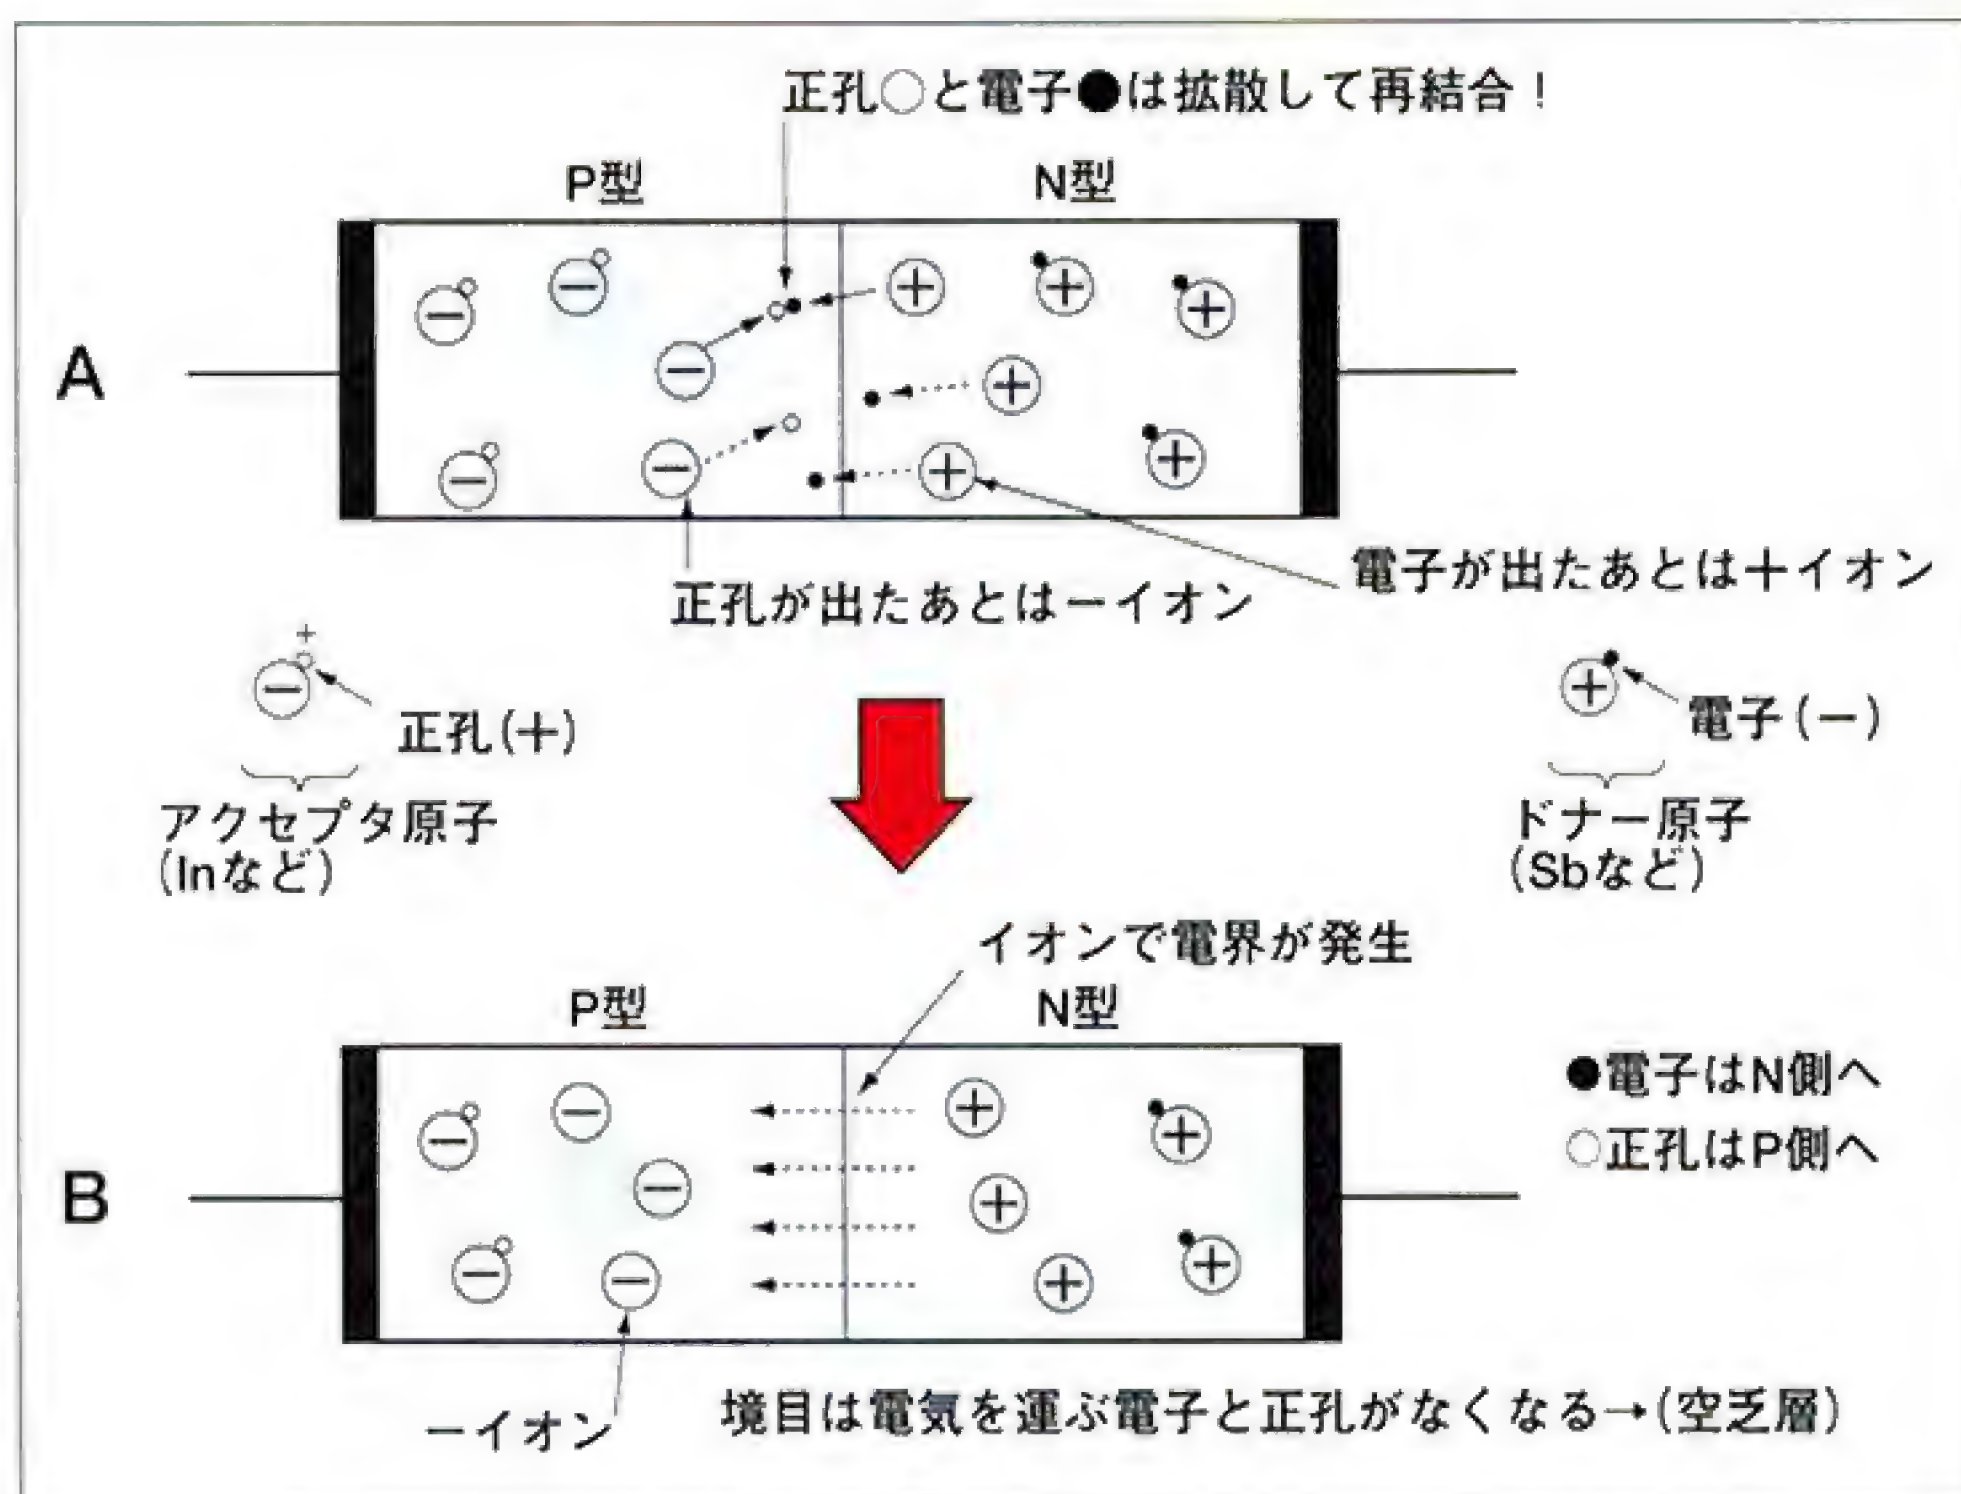 正孔○と電子●は拡散して再結合!
P型
N型
A
電子が出たあとは+イオン
正孔が出たあとは-イオン
+
正孔(+)
電子(-)
アクセプタ原子
(Inなど)
ドナー原子
(Sbなど)
イオンで電界が発生
P型
N型
●電子はN側へ
○正孔はP側へ
B
-イオン
境目は電気を運ぶ電子と正孔がなくなる→(空乏層)